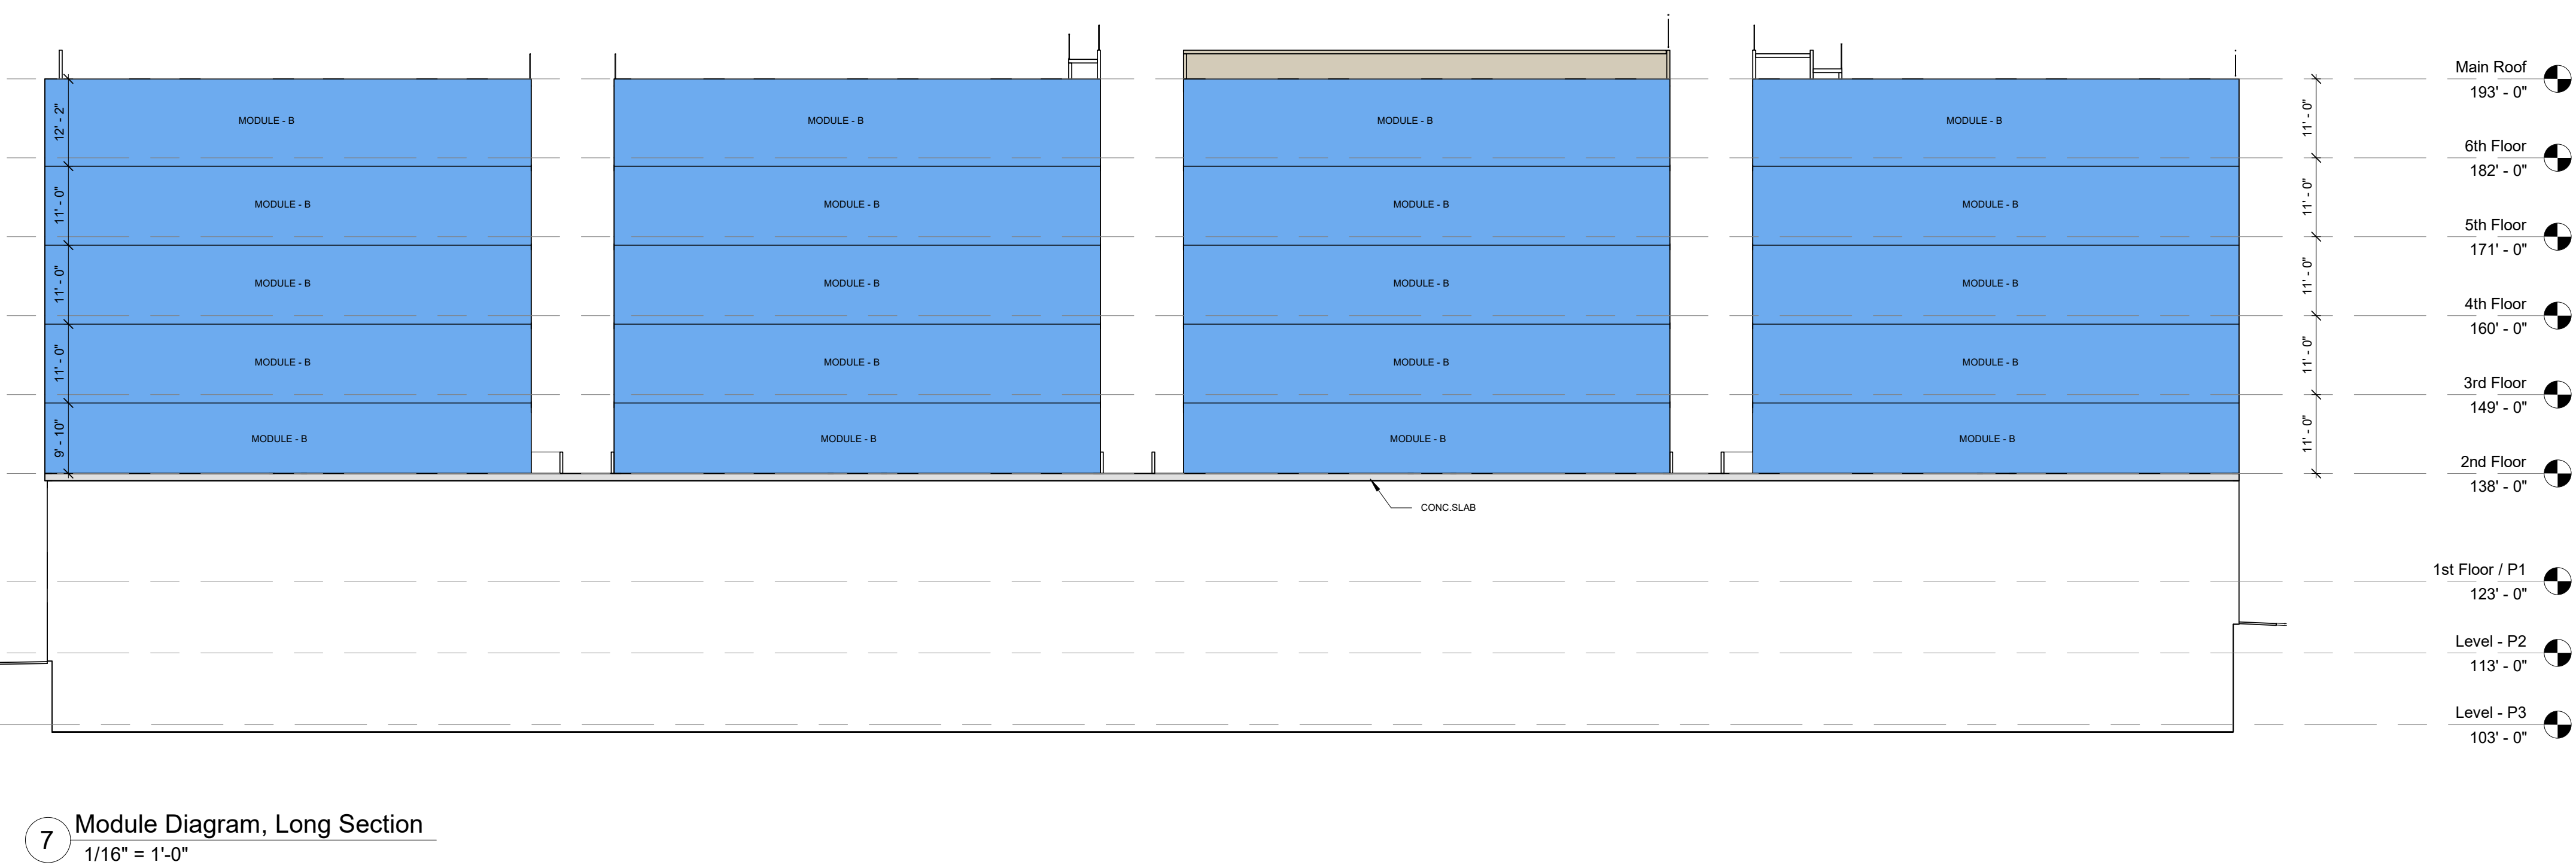 Main Roof
193' - 0"
12' - 2"
MODULE - B
MODULE - B
MODULE - B
MODULE - B
11' - 0"
6th Floor
182' - 0"
11' - 0"
MODULE - B
MODULE - B
MODULE - B
MODULE - B
11' - 0"
5th Floor
171' - 0"
11' - 0"
MODULE - B
MODULE - B
MODULE - B
MODULE - B
11' - 0"
4th Floor
160' - 0"
11' - 0"
MODULE - B
MODULE - B
MODULE - B
MODULE - B
11' - 0"
3rd Floor
149' - 0"
9' - 10"
MODULE - B
MODULE - B
MODULE - B
MODULE - B
11' - 0"
2nd Floor
138' - 0"
CONC.SLAB
1st Floor / P1
123' - 0"
Level - P2
113' - 0"
Level - P3
103' - 0"
7
Module Diagram, Long Section
1/16" = 1'-0"